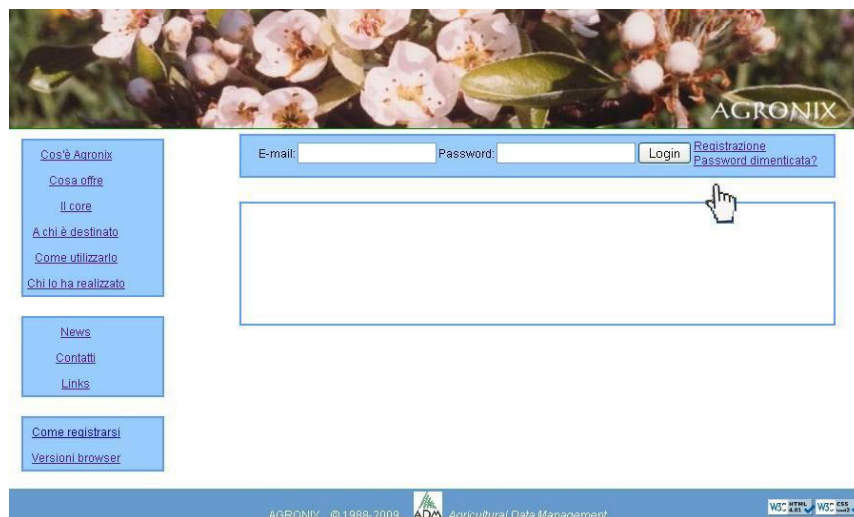 AGRONIX
Cos'è Agronix
Cosa offre
Il core
A chi è destinato
Come utilizzarlo
Chi lo ha realizzato
E-mail: Password: Login Registrazione
Password dimenticata?
News
Contatti
Links
Come registrarsi
Versioni browser
AGRONIX © 1988-2009 ADM Agricultural Data Management
W3C HTML 4.01 W3C CSS